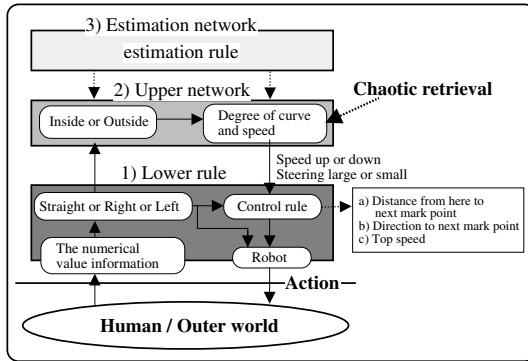 3) Estimation network
estimation rule
2) Upper network
Chaotic retrieval
Inside or Outside
Degree of curve
and speed
Speed up or down
Steering large or small
1) Lower rule
Straight or Right or Left
Control rule
a) Distance from here to
next mark point
b) Direction to next mark point
c) Top speed
The numerical
value information
Robot
Action
Human / Outer world